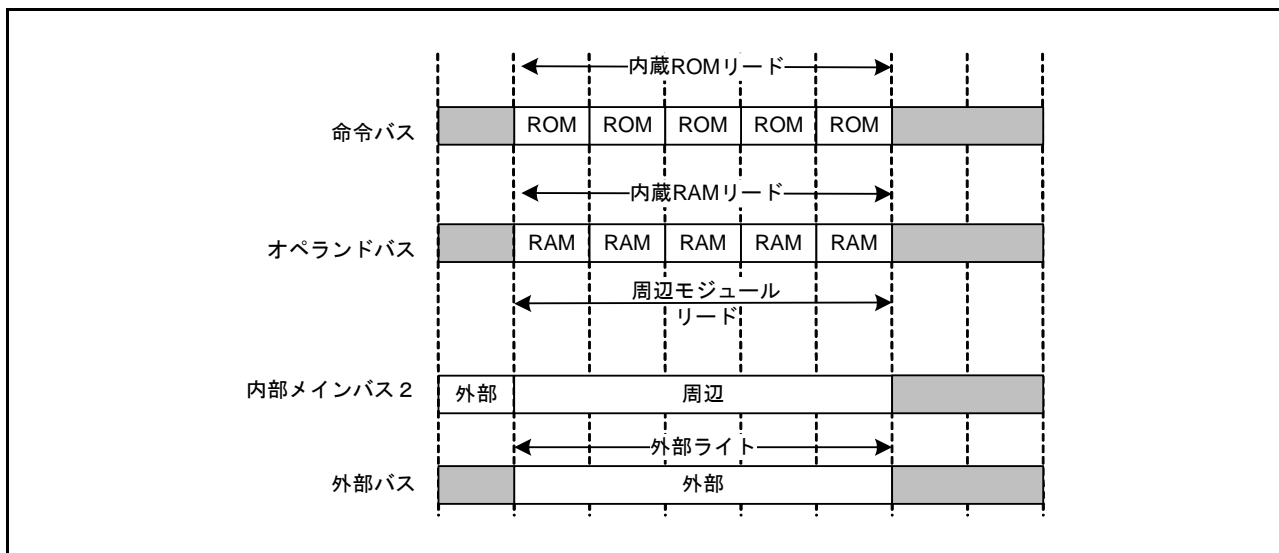 内蔵ROMリード
命令バス ROM ROM ROM ROM ROM
内蔵RAMリード
オペランドバス RAM RAM RAM RAM RAM
周辺モジュール
リード
内部メインバス２ 外部 周辺
外部ライト
外部バス 外部